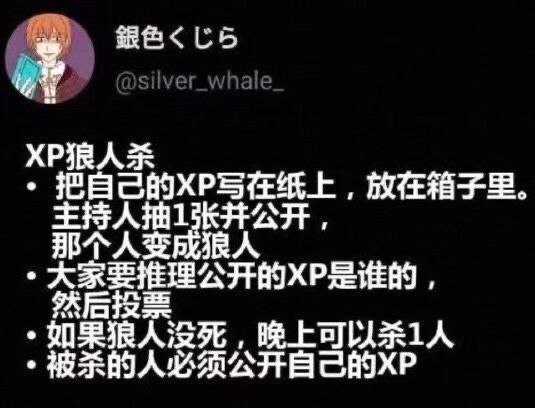 銀色くじら
@silver_whale_
XP狼人杀
• 把自己的XP写在纸上，放在箱子里。
主持人抽1张并公开，
那个人变成狼人
• 大家要推理公开的XP是谁的，
然后投票
• 如果狼人没死，晚上可以杀1人
• 被杀的人必须公开自己的XP